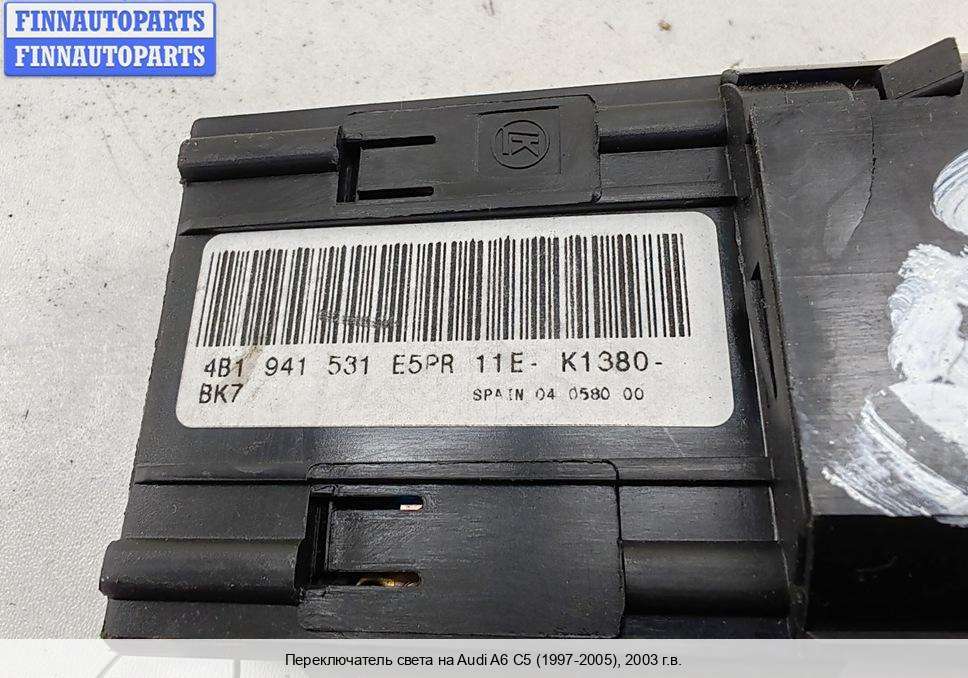 FINNAUTOPARTS
FINNAUTOPARTS
4B1 941 531 E5PR 11E- K1380-
BK7
SPAIN 04 0580 00
Переключатель света на Audi A6 C5 (1997-2005), 2003 г.в.